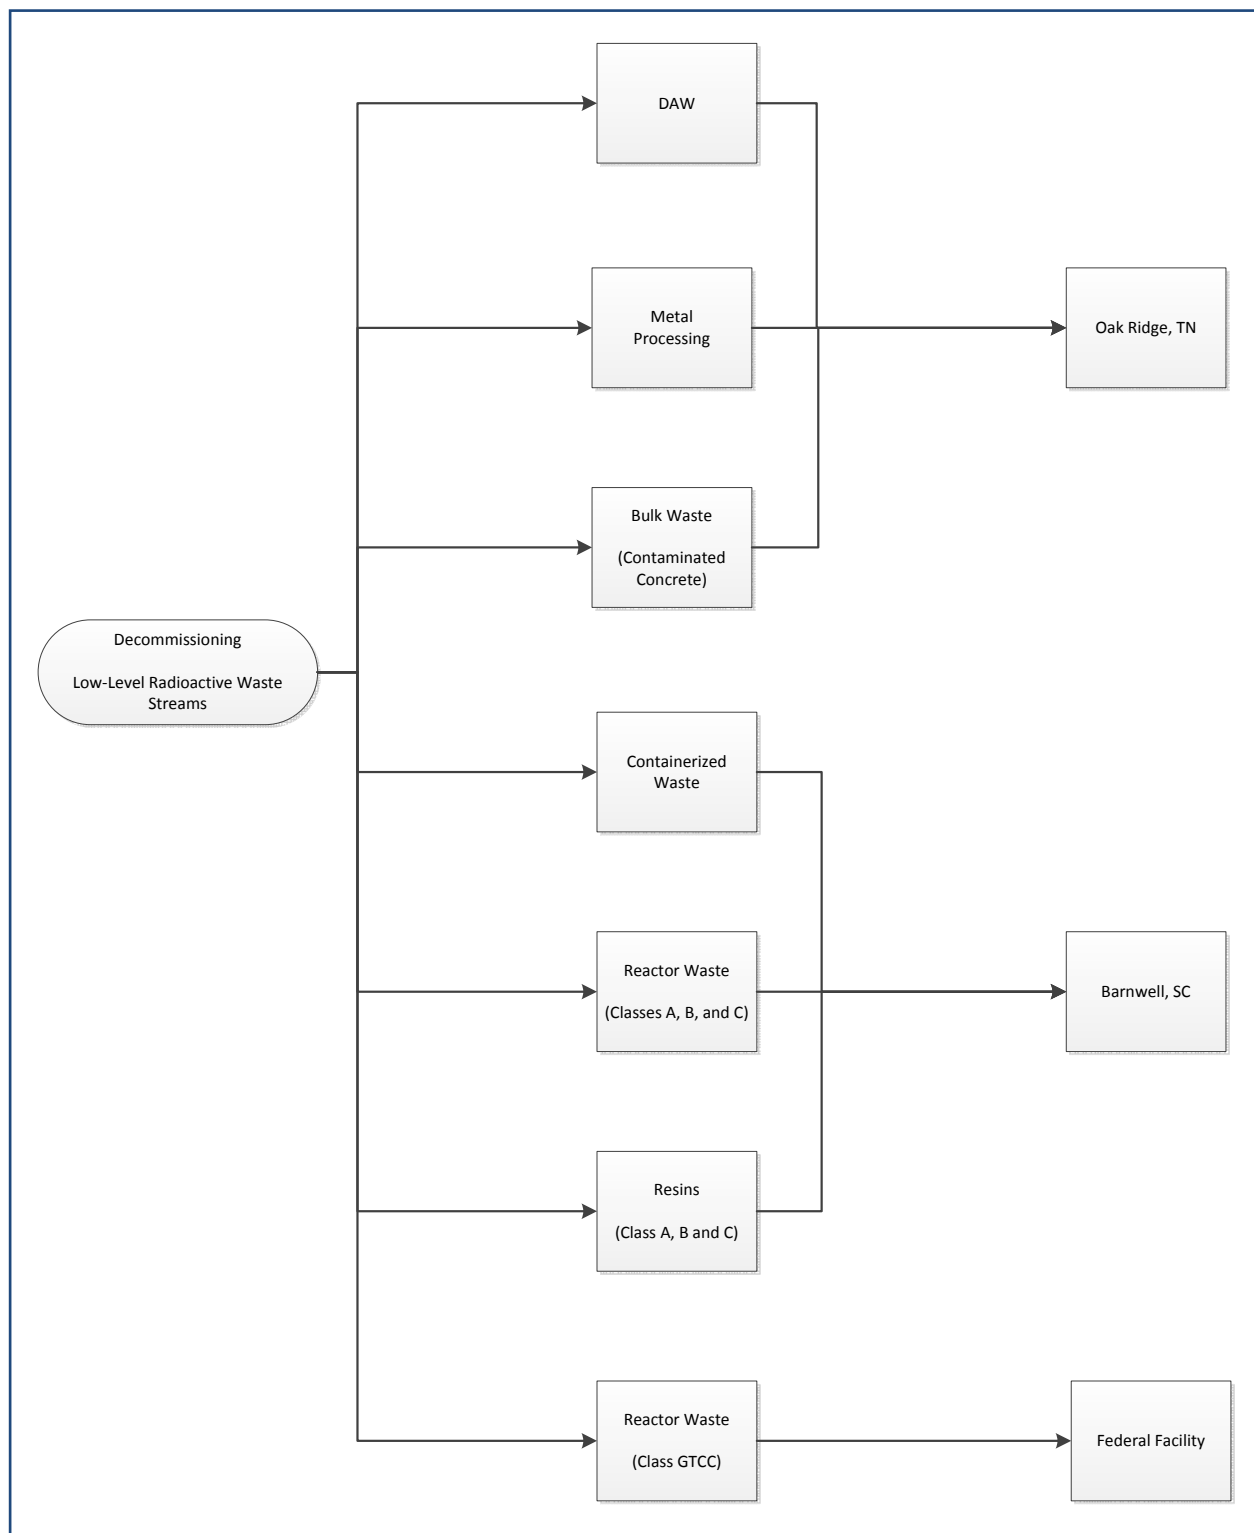 DAW
Metal
Processing
Oak Ridge, TN
Bulk Waste
(Contaminated
Concrete)
Decommissioning
Low-Level Radioactive Waste
Streams
Containerized
Waste
Reactor Waste
(Classes A, B, and C)
Barnwell, SC
Resins
(Class A, B and C)
Reactor Waste
(Class GTCC)
Federal Facility